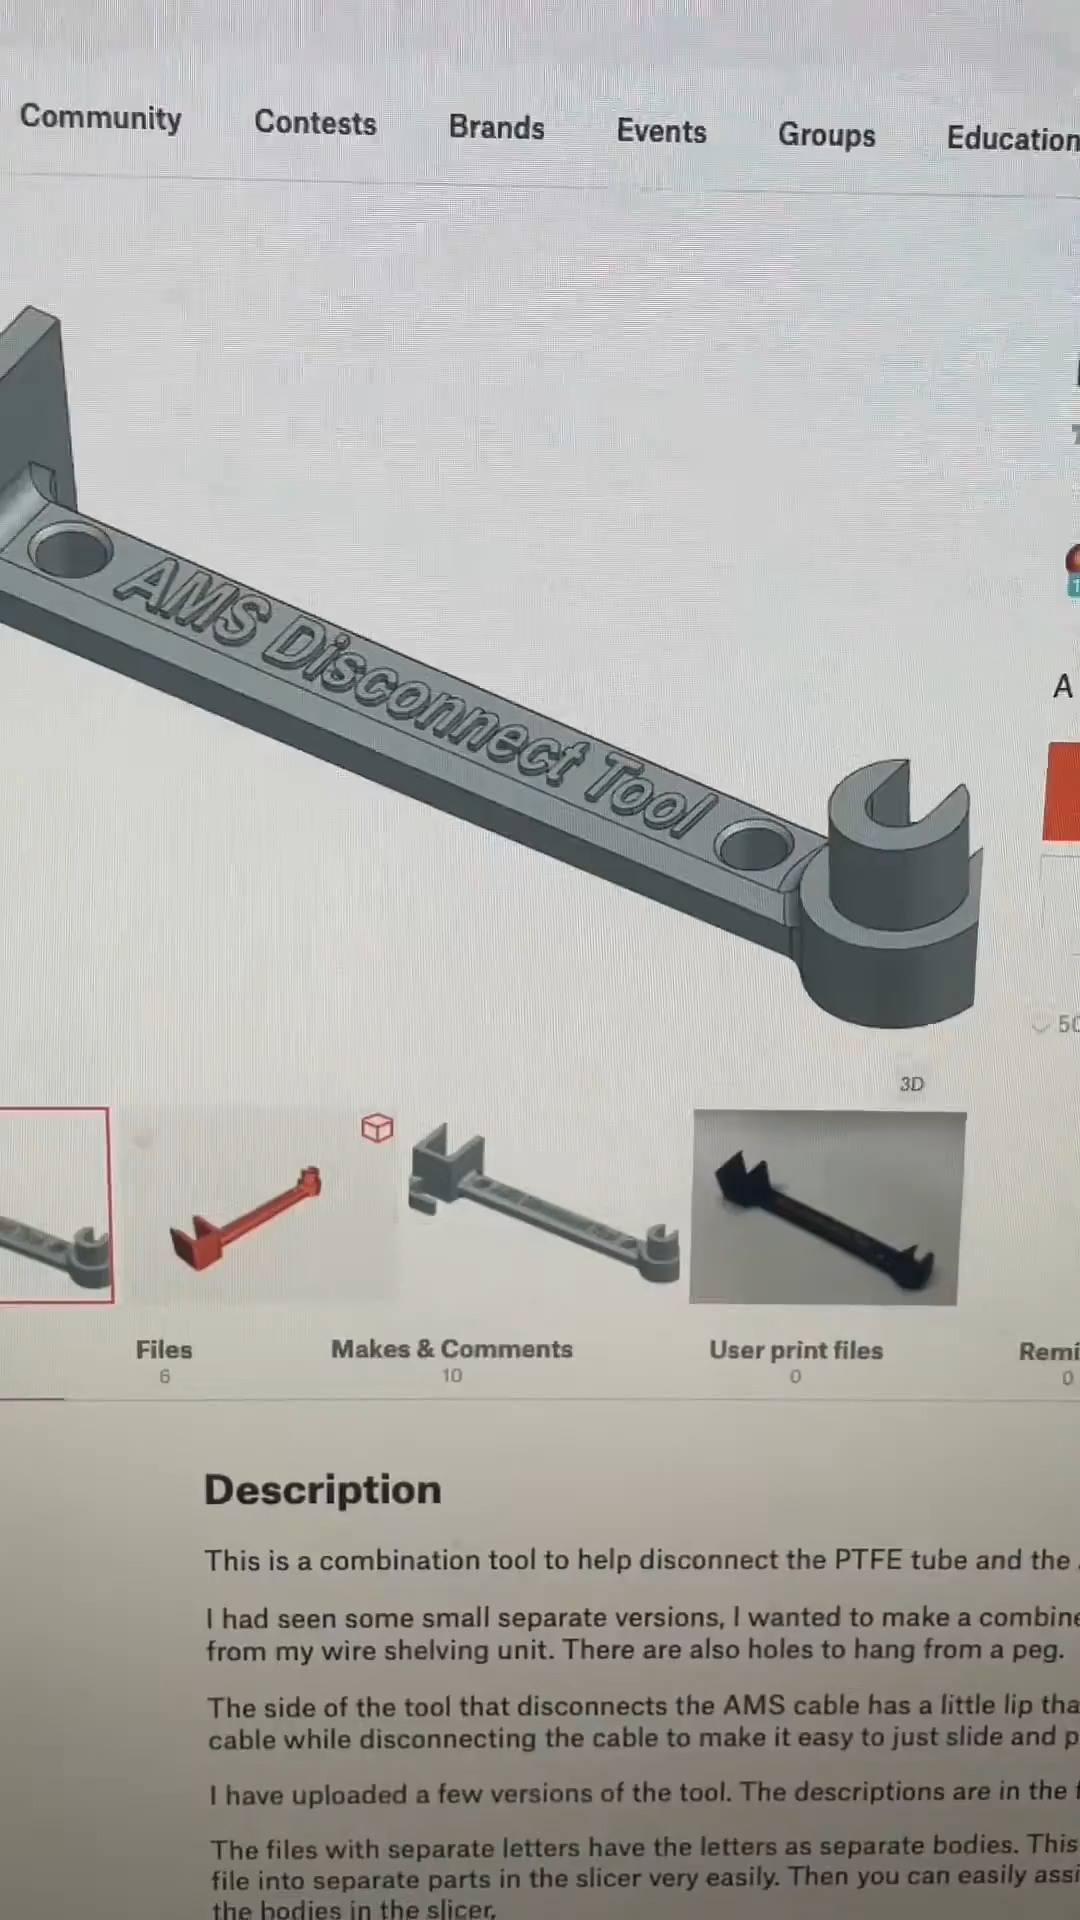 Community Contests Brands Events Groups Education
AMS Disconnect Tool
A
50
3D
Files Makes & Comments User print files
6 10 0 0
Description
This is a combination tool to help disconnect the PTFE tube and the
I had seen some small separate versions, I wanted to make a
from my wire shelving unit. There are also holes to hang from a peg.
The side of the tool that disconnects the AMS cable has a little lip
cable while disconnecting the cable to make it easy to just slide and
I have uploaded a few versions of the tool. The descriptions are in the
The files with separate letters have the letters as separate bodies. This
file into separate parts in the slicer very easily. Then you can easily
the bodies in the slicer.